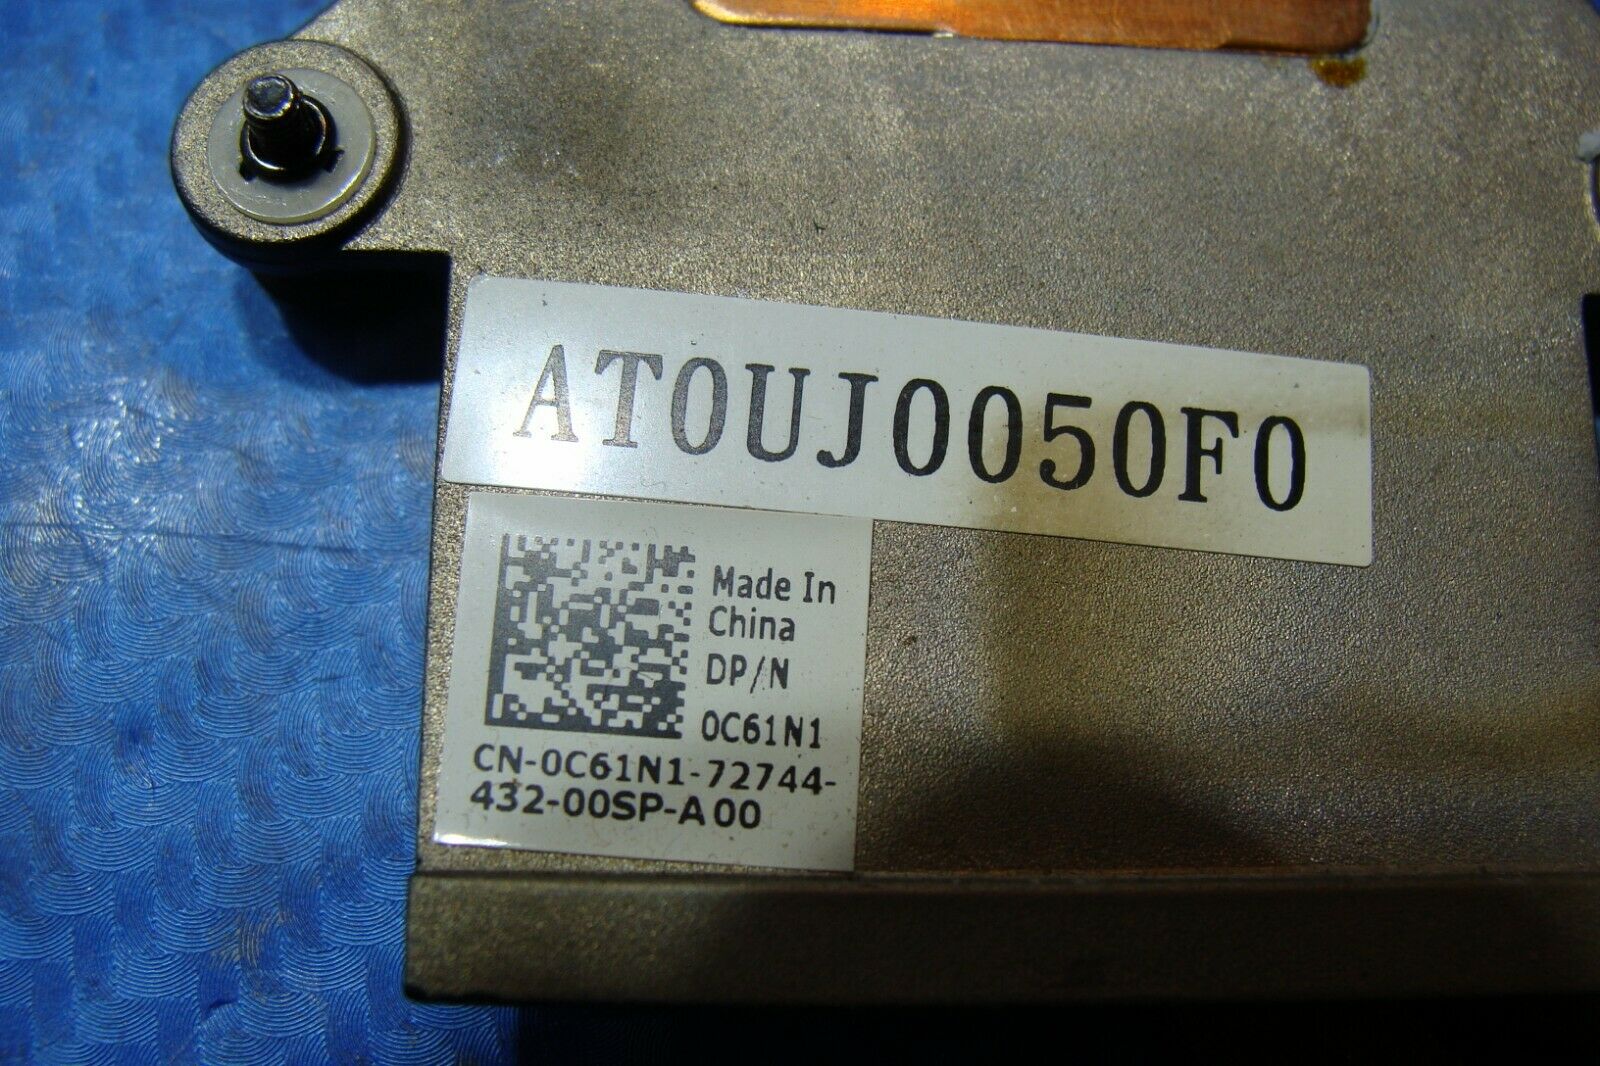 AT0UJ0050F0
Made In
China
DP/N
0C61N1
CN-0C61N1-72744-
432-00SP-A00